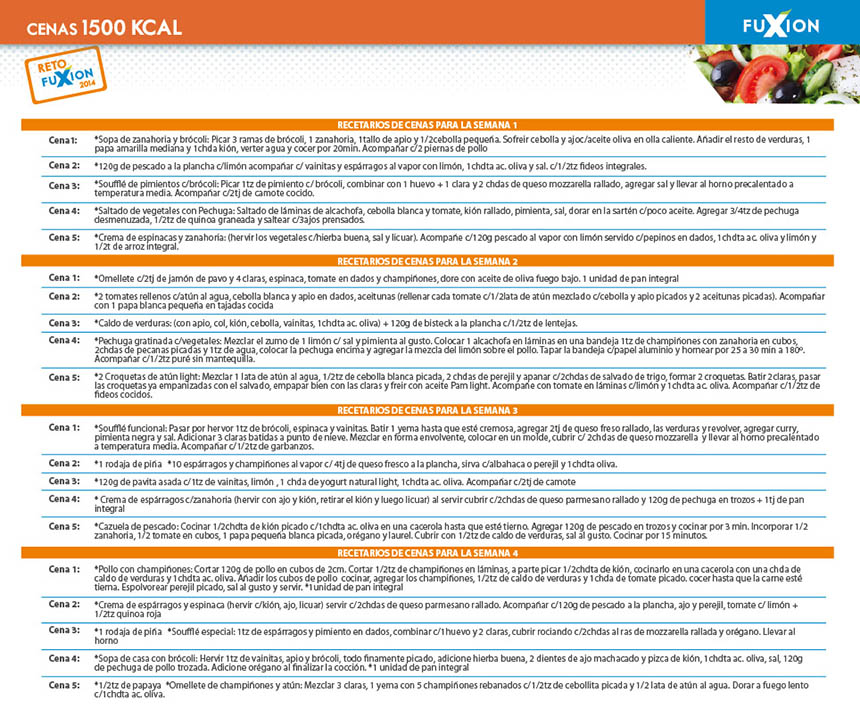 CENAS 1500 KCAL
FUXION
RETO
FUXION
2014
RECETARIOS DE CENAS PARA LA SEMANA 1
Cena1: *Sopa de zanahoria y brócoli: Picar 3 ramas de brócoli, 1 zanahoria, 1tallo de apio y 1/2cebolla pequeña. Sofreir cebolla y ajoc/aceite oliva en olla caliente. Añadir el resto de verduras, 1
papa amarilla mediana y 1chda kión, verter agua y cocer por 20min. Acompañar c/2 piernas de pollo
Cena 2: *120g de pescado a la plancha c/limón acompañar c/ vainitas y espárragos al vapor con limón, 1chdta ac. oliva y sal. c/1/2tz fideos integrales.
Cena 3: *Soufflé de pimientos c/brócoli: Picar 1tz de pimiento c/ brócoli, combinar con 1 huevo + 1 clara y 2 chdas de queso mozzarella rallado, agregar sal y llevar al horno precalentado a
temperatura media. Acompañar c/2tj de camote cocido.
Cena 4: *Saltado de vegetales con Pechuga: Saltado de láminas de alcachofa, cebolla blanca y tomate, kión rallado, pimienta, sal, dorar en la sartén c/poco aceite. Agregar 3/4tz de pechuga
desmenuzada, 1/2tz de quinoa graneada y saltear c/3ajos prensados.
Cena 5: *Crema de espinacas y zanahoria: (hervir los vegetales c/hierba buena, sal y licuar). Acompañe c/120g pescado al vapor con limón servido c/pepinos en dados, 1chdta ac. oliva y limón y
1/2t de arroz integral.
RECETARIOS DE CENAS PARA LA SEMANA 2
Cena 1: *Omellete c/2tj de jamón de pavo y 4 claras, espinaca, tomate en dados y champiñones, dore con aceite de oliva fuego bajo. 1 unidad de pan integral
Cena 2: *2 tomates rellenos c/atún al agua, cebolla blanca y apio en dados, aceitunas (rellenar cada tomate c/1/2lata de atún mezclado c/cebolla y apio picados y 2 aceitunas picadas). Acompañar
con 1 papa blanca pequeña en tajadas cocida
Cena 3: *Caldo de verduras: (con apio, col, kión, cebolla, vainitas, 1chdta ac. oliva) + 120g de bisteck a la plancha c/1/2tz de lentejas.
Cena 4: *Pechuga gratinada c/vegetales: Mezclar el zumo de 1 limón c/ sal y pimienta al gusto. Colocar 1 alcachofa en láminas en una bandeja 1tz de champiñones con zanahoria en cubos,
2chdas de pecanas picadas y 1tz de agua, colocar la pechuga encima y agregar la mezcla del limón sobre el pollo. Tapar la bandeja c/papel aluminio y hornear por 25 a 30 min a 180º.
Acompañar c/1/2tz puré sin mantequilla.
Cena 5: *2 Croquetas de atún light: Mezclar 1 lata de atún al agua, 1/2tz de cebolla blanca picada, 2 chdas de perejil y apanar c/2chdas de salvado de trigo, formar 2 croquetas. Batir 2claras, pasar
las croquetas ya empanizadas con el salvado, empapar bien con las claras y freir con aceite Pam light. Acompañe con tomate en láminas c/limón y 1chdta ac. oliva. Acompañar c/1/2tz de
fideos cocidos.
RECETARIOS DE CENAS PARA LA SEMANA 3
Cena 1: *Soufflé funcional: Pasar por hervor 1tz de brócoli, espinaca y vainitas. Batir 1 yema hasta que esté cremosa, agregar 2tj de queso freso rallado, las verduras y revolver, agregar curry,
pimienta negra y sal. Adicionar 3 claras batidas a punto de nieve. Mezclar en forma envolvente, colocar en un molde, cubrir c/ 2chdas de queso mozzarella y llevar al horno precalentado
a temperatura media. Acompañar c/1/2tz de garbanzos.
Cena 2: *1 rodaja de piña *10 espárragos y champiñones al vapor c/ 4tj de queso fresco a la plancha, sirva c/albahaca o perejil y 1chdta oliva.
Cena 3: *120g de pavita asada c/1tz de vainitas, limón , 1 chda de yogurt natural light, 1chdta ac. oliva. Acompañar c/2tj de camote
Cena 4: * Crema de espárragos c/zanahoria (hervir con ajo y kión, retirar el kión y luego licuar) al servir cubrir c/2chdas de queso parmesano rallado y 120g de pechuga en trozos + 1tj de pan
integral
Cena 5: *Cazuela de pescado: Cocinar 1/2chdta de kión picado c/1chdta ac. oliva en una cacerola hasta que esté tierno. Agregar 120g de pescado en trozos y cocinar por 3 min. Incorporar 1/2
zanahoria, 1/2 tomate en cubos, 1 papa pequeña blanca picada, orégano y laurel. Cubrir con 1/2tz de caldo de verduras, sal al gusto. Cocinar por 15 minutos.
RECETARIOS DE CENAS PARA LA SEMANA 4
Cena 1: *Pollo con champiñones: Cortar 120g de pollo en cubos de 2cm. Cortar 1/2tz de champiñones en láminas, a parte picar 1/2chdta de kión, cocinarlo en una cacerola con una chda de
caldo de verduras y 1chdta ac. oliva. Añadir los cubos de pollo cocinar, agregar los champiñones, 1/2tz de caldo de verduras y 1chda de tomate picado. cocer hasta que la carne esté
tierna. Espolvorear perejil picado, sal al gusto y servir. *1unidad de pan integral
Cena 2: *Crema de espárragos y espinaca (hervir c/kión, ajo, licuar) servir c/2chdas de queso parmesano rallado. Acompañar c/120g de pescado a la plancha, ajo y perejil, tomate c/ limón +
1/2tz quinoa roja
Cena 3: *1 rodaja de piña *Soufflé especial: 1tz de espárragos y pimiento en dados, combinar c/1huevo y 2 claras, cubrir rociando c/2chdas al ras de mozzarella rallada y orégano. Llevar al
horno
Cena 4: *Sopa de casa con brócoli: Hervir 1tz de vainitas, apio y brócoli, todo finamente picado, adicione hierba buena, 2 dientes de ajo machacado y pizca de kión, 1chdta ac. oliva, sal, 120g
de pechuga de pollo trozada. Adicione orégano al finalizar la cocción. *1 unidad de pan integral
Cena 5: *1/2tz de papaya *Omellete de champiñones y atún: Mezclar 3 claras, 1 yema con 5 champiñones rebanados c/1/2tz de cebollita picada y 1/2 lata de atún al agua. Dorar a fuego lento
c/1chdta ac. oliva.